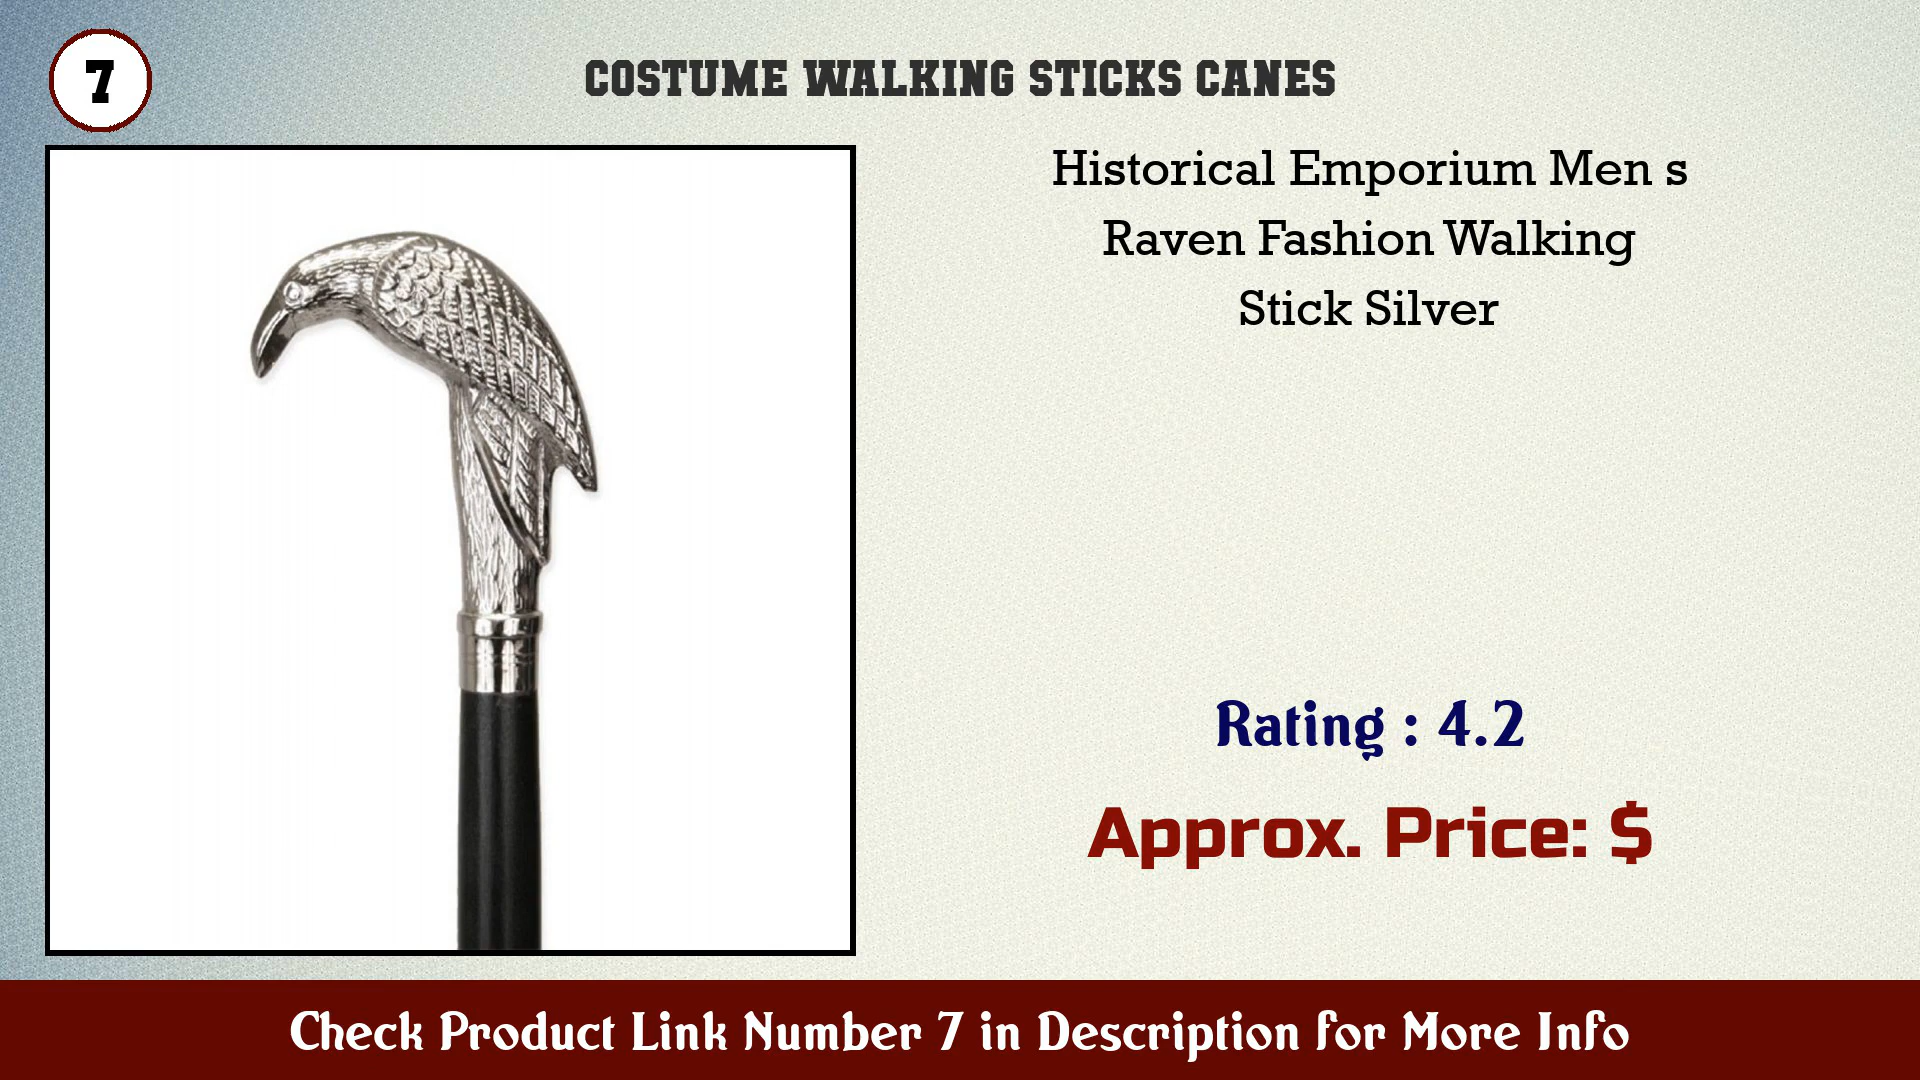 7
COSTUME WALKING STICKS CANES
Historical Emporium Men s
Raven Fashion Walking
Stick Silver
Rating : 4.2
Approx. Price: $
Check Product Link Number 7 in Description for More Info